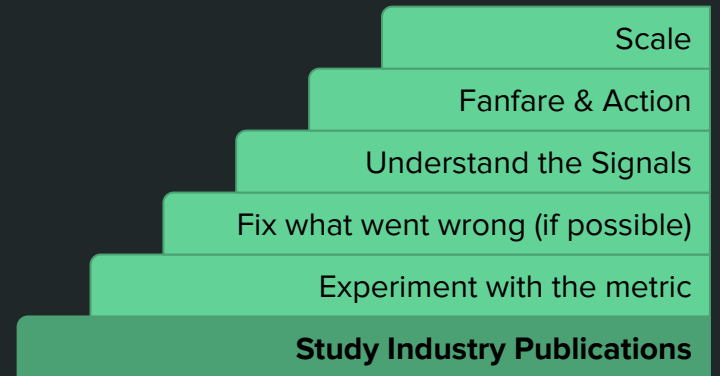 Scale
Fanfare & Action
Understand the Signals
Fix what went wrong (if possible)
Experiment with the metric
Study Industry Publications